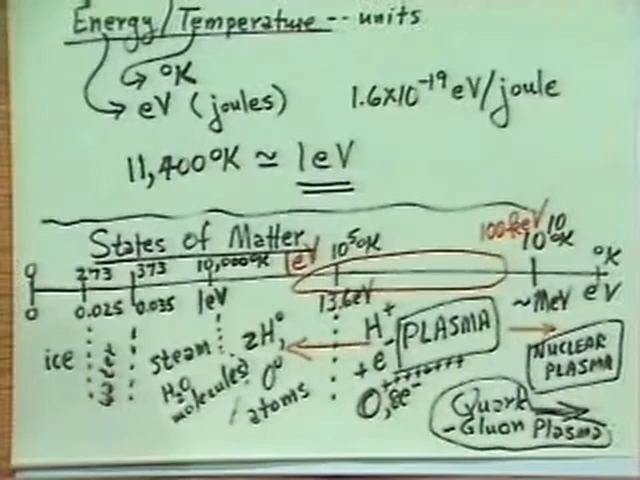 Energy/Temperature -- units
°K
eV (joules) 1.6x10⁻¹⁹ eV/joule
11,400°K ≃ 1eV
States of Matter
0 273 373 10,000°K 1eV 10⁵°K 100keV 10¹⁰°K °K
0 0.025 0.035 1eV 13.6eV ~MeV eV
ice steam 2H°, H⁺ PLASMA NUCLEAR PLASMA
H₂O molecules O° + e⁻
/ atoms O, 8e⁻ ++++++++
Quark
-Gluon Plasma